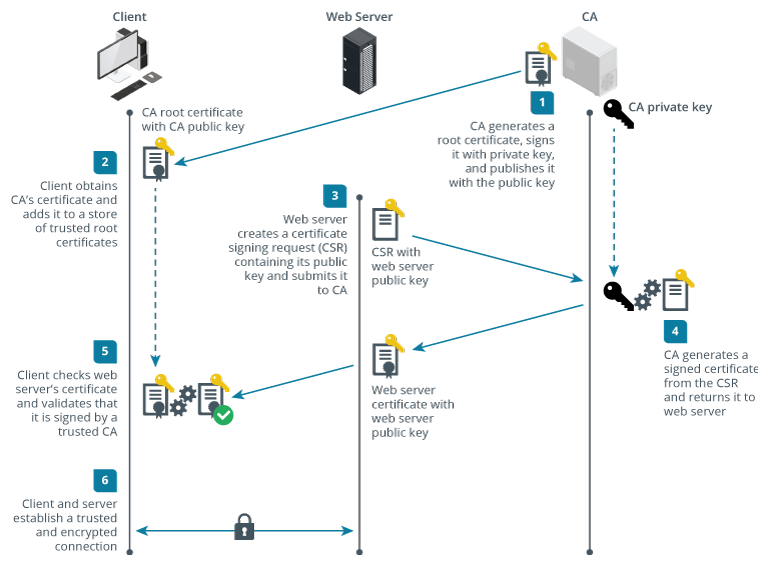 Client
Web Server
CA
CA private key
CA root certificate
with CA public key
1
CA generates a
root certificate, signs
it with private key,
and publishes it
with the public key
2
Client obtains
CA's certificate and
adds it to a store
of trusted root
certificates
3
Web server
creates a certificate
signing request (CSR)
containing its public
key and submits it
to CA
CSR with
web server
public key
4
CA generates a
signed certificate
from the CSR
and returns it to
web server
5
Client checks web
server's certificate
and validates that
it is signed by a
trusted CA
Web server
certificate with
web server
public key
6
Client and server
establish a trusted
and encrypted
connection